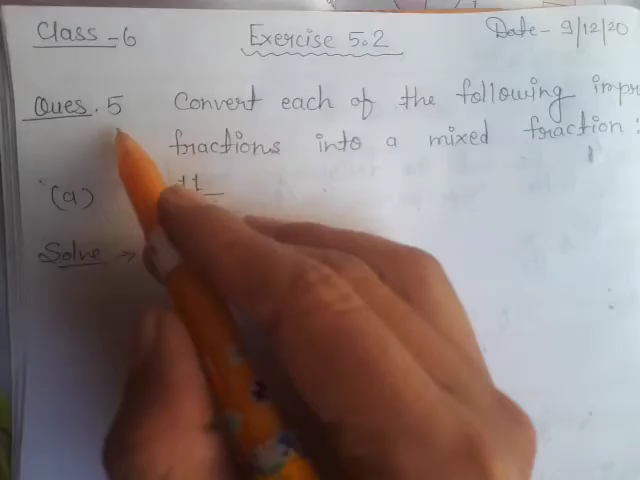 Class - 6
Exercise 5.2
Date - 9/12/20
Ques. 5 Convert each of the following impr
fractions into a mixed fraction:
(a)
Solve →